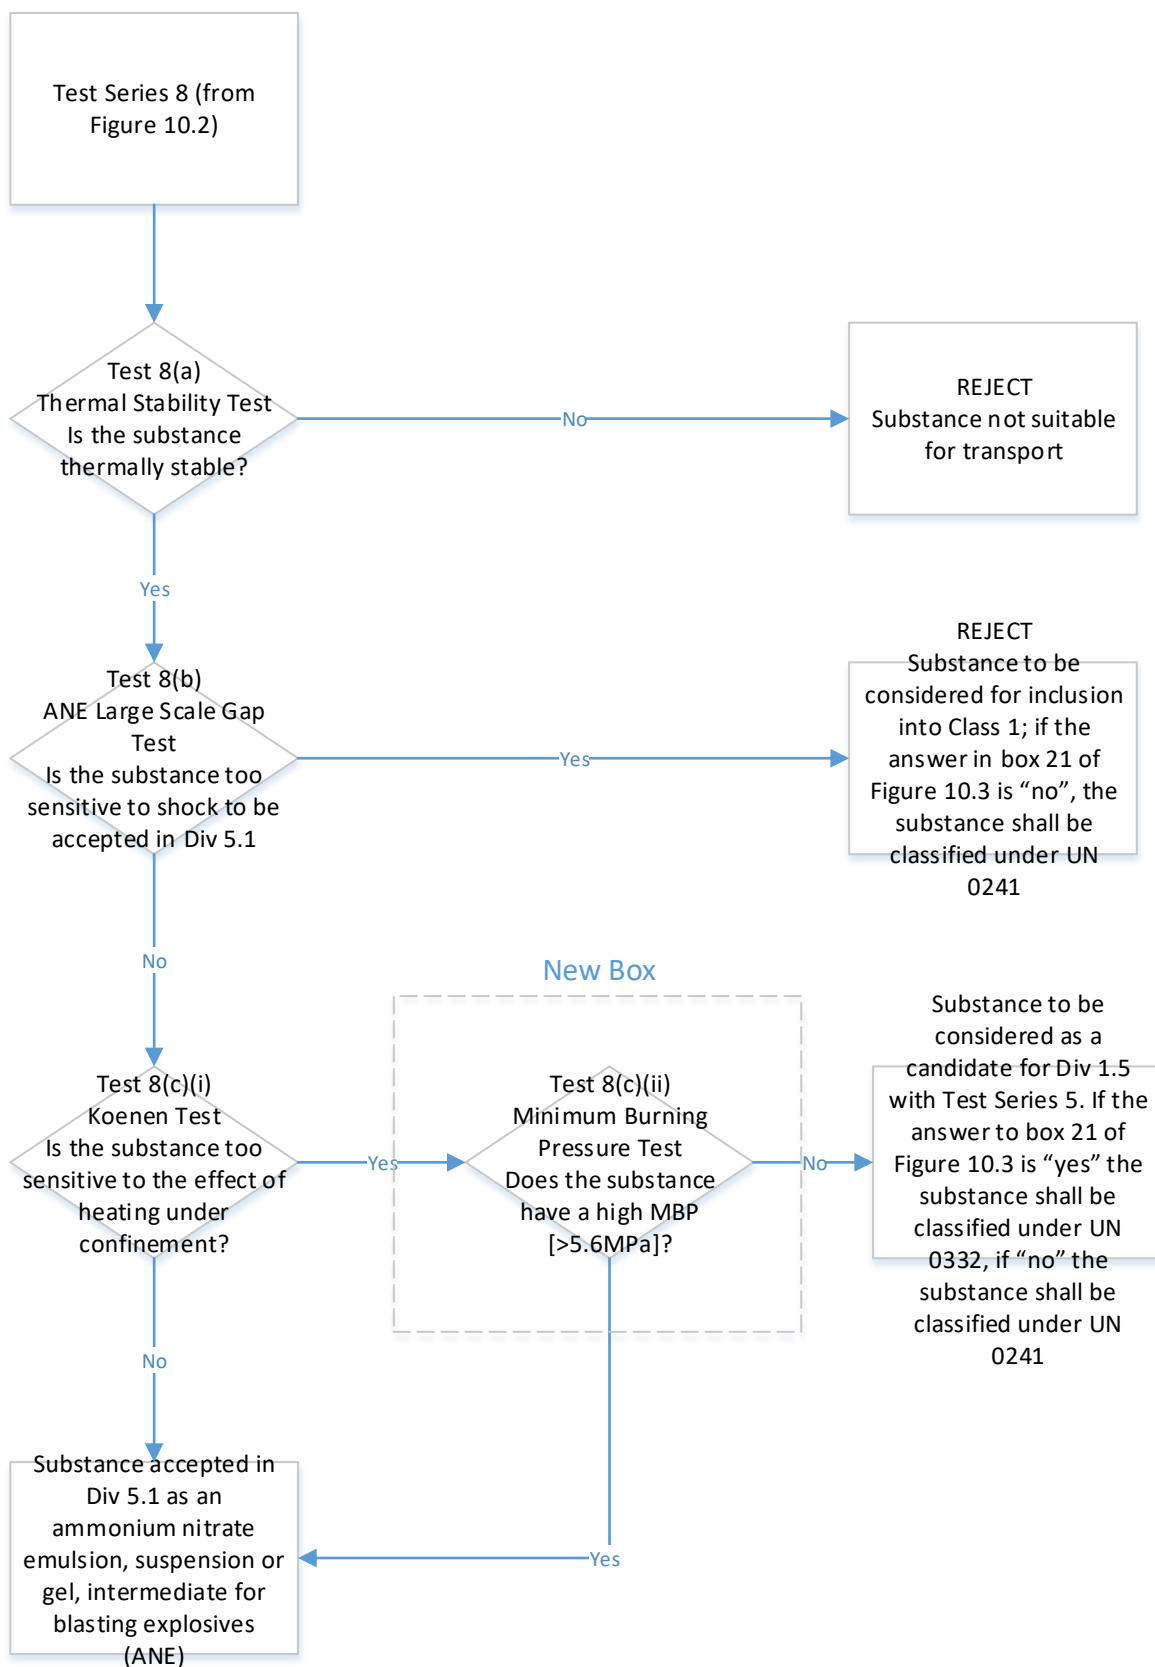 Test Series 8 (from
Figure 10.2)
Test 8(a)
Thermal Stability Test
Is the substance
thermally stable?
No
REJECT
Substance not suitable
for transport
Yes
Test 8(b)
ANE Large Scale Gap
Test
Is the substance too
sensitive to shock to be
accepted in Div 5.1
Yes
REJECT
Substance to be
considered for inclusion
into Class 1; if the
answer in box 21 of
Figure 10.3 is “no”, the
substance shall be
classified under UN
0241
No
New Box
Test 8(c)(i)
Koenen Test
Is the substance too
sensitive to the effect of
heating under
confinement?
Yes
Test 8(c)(ii)
Minimum Burning
Pressure Test
Does the substance
have a high MBP
[>5.6MPa]?
No
Substance to be
considered as a
candidate for Div 1.5
with Test Series 5. If the
answer to box 21 of
Figure 10.3 is “yes” the
substance shall be
classified under UN
0332, if “no” the
substance shall be
classified under UN
0241
No
Yes
Substance accepted in
Div 5.1 as an
ammonium nitrate
emulsion, suspension or
gel, intermediate for
blasting explosives
(ANE)